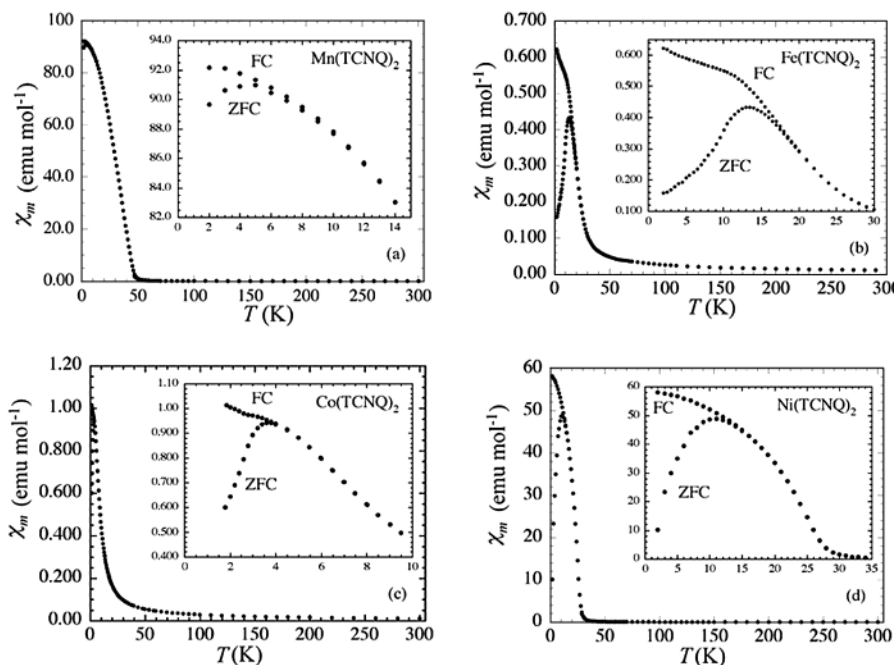 100
80.0
60.0
40.0
20.0
0.00
χm (emu mol-1)
0 50 100 150 200 250 300
T (K)
94.0
92.0
90.0
88.0
86.0
84.0
82.0
0 2 4 6 8 10 12 14
FC
ZFC
Mn(TCNQ)2
(a)
0.700
0.600
0.500
0.400
0.300
0.200
0.100
0.00
χm (emu mol-1)
0 50 100 150 200 250 300
T (K)
0.600
0.500
0.400
0.300
0.200
0.100
0 5 10 15 20 25 30
FC
ZFC
Fe(TCNQ)2
(b)
1.20
1.00
0.800
0.600
0.400
0.200
0.00
χm (emu mol-1)
0 50 100 150 200 250 300
T (K)
1.10
1.00
0.900
0.800
0.700
0.600
0.500
0.400
0 2 4 6 8 10
FC
ZFC
Co(TCNQ)2
(c)
60
50
40
30
20
10
0
χm (emu mol-1)
0 50 100 150 200 250 300
T (K)
60
50
40
30
20
10
0
0 5 10 15 20 25 30 35
FC
ZFC
Ni(TCNQ)2
(d)